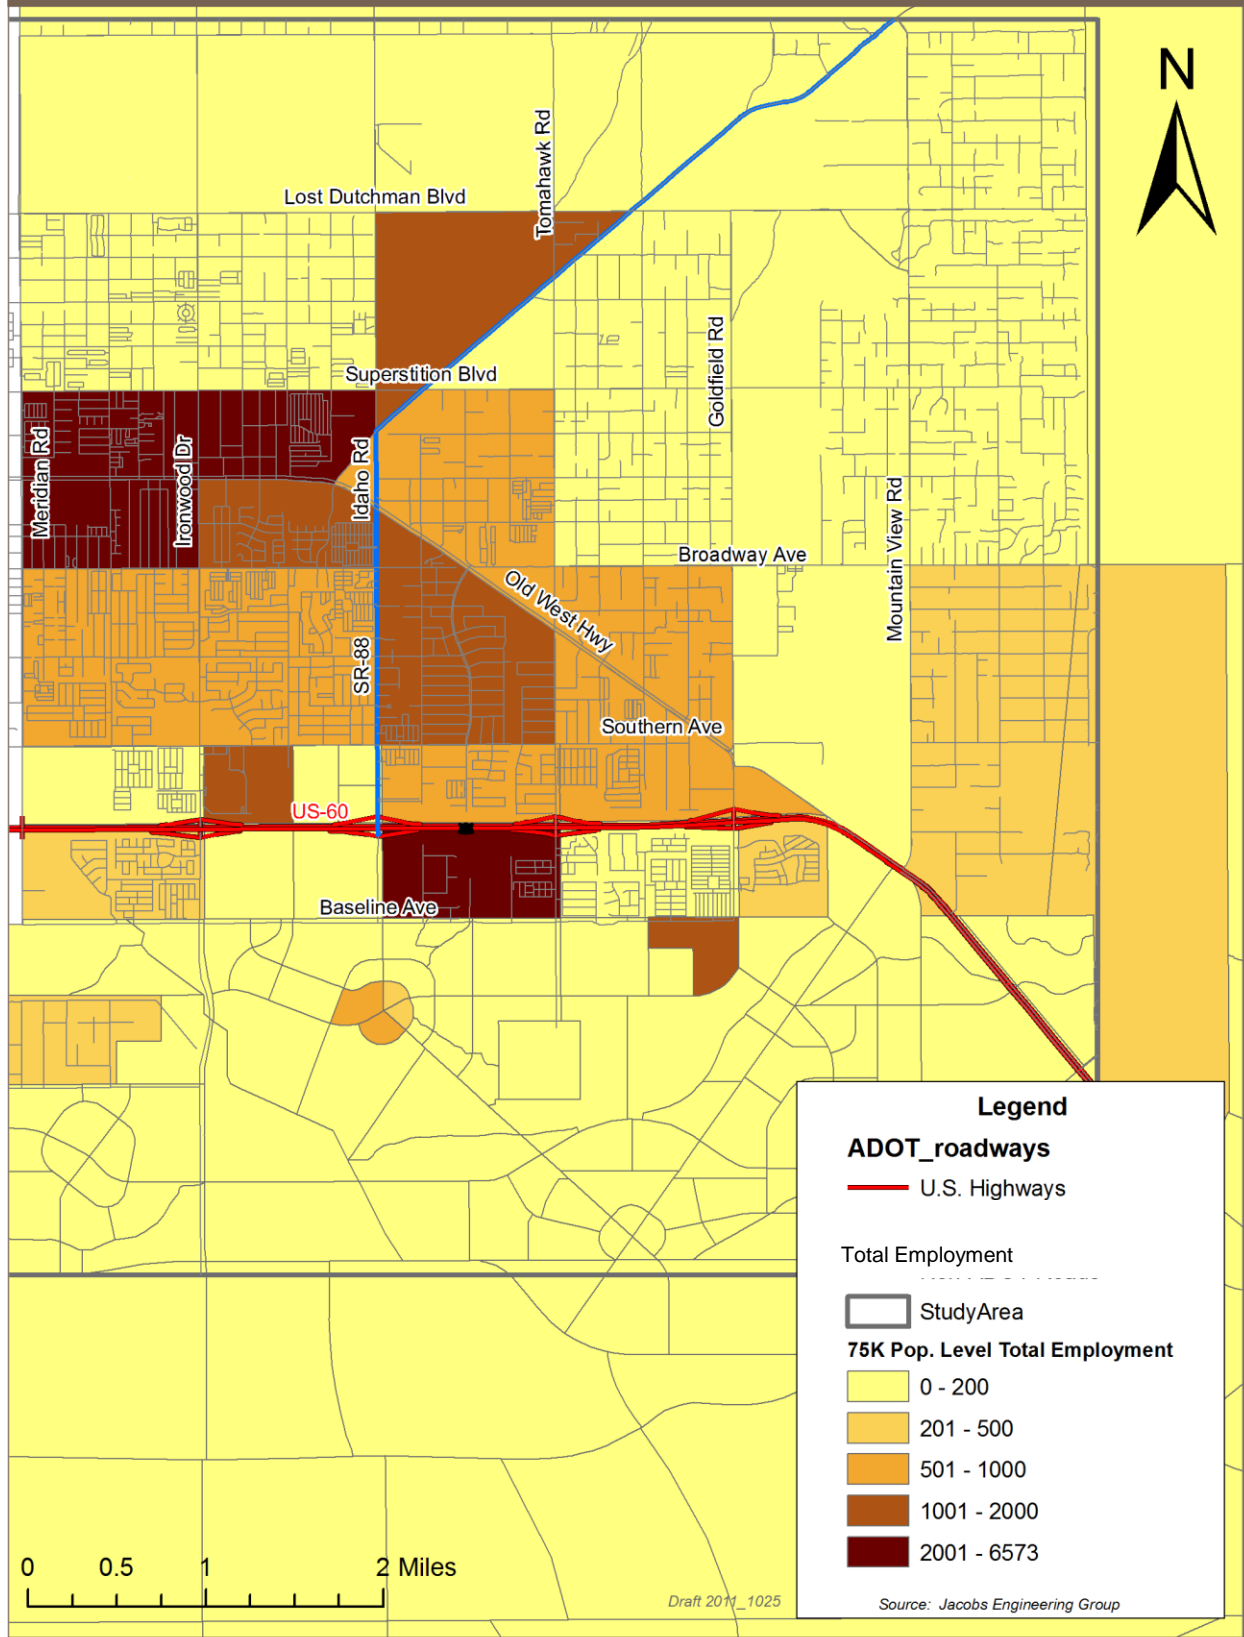 N
Tomahawk Rd
Lost Dutchman Blvd
Goldfield Rd
Superstition Blvd
Meridian Rd
Ironwood Dr
Idaho Rd
Mountain View Rd
Broadway Ave
Old West Hwy
SR-88
Southern Ave
US-60
Baseline Ave
Legend
ADOT_roadways
U.S. Highways
Total Employment
StudyArea
75K Pop. Level Total Employment
0 - 200
201 - 500
501 - 1000
1001 - 2000
2001 - 6573
0 0.5 1 2 Miles
Draft 2011_1025
Source: Jacobs Engineering Group